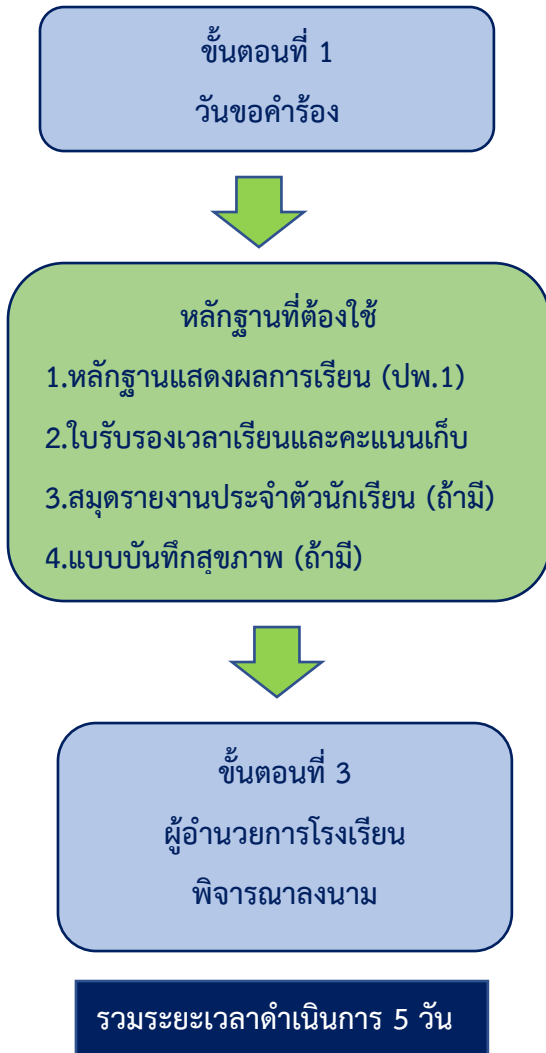 ขั้นตอนที่ 1
วันขอคำร้อง
หลักฐานที่ต้องใช้
1.หลักฐานแสดงผลการเรียน (ปพ.1)
2.ใบรับรองเวลาเรียนและคะแนนเก็บ
3.สมุดรายงานประจำตัวนักเรียน (ถ้ามี)
4.แบบบันทึกสุขภาพ (ถ้ามี)
ขั้นตอนที่ 3
ผู้อำนวยการโรงเรียน
พิจารณาลงนาม
รวมระยะเวลาดำเนินการ 5 วัน